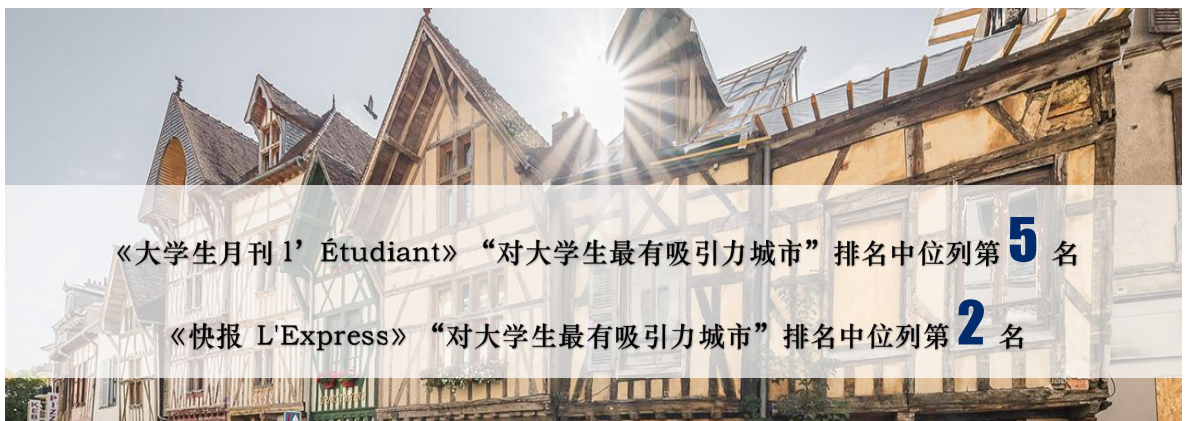 《大学生月刊 l’Étudiant》“对大学生最有吸引力城市”排名中位列第 5 名
《快报 L'Express》“对大学生最有吸引力城市”排名中位列第 2 名